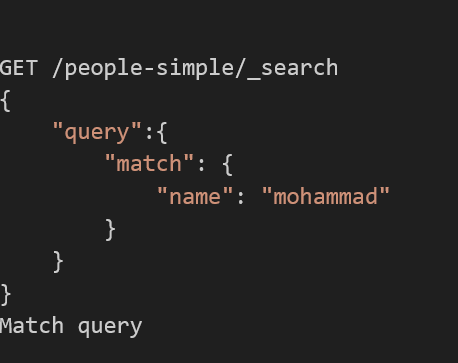 GET /people-simple/_search
{
    "query":{
        "match": {
            "name": "mohammad"
        }
    }
}
Match query